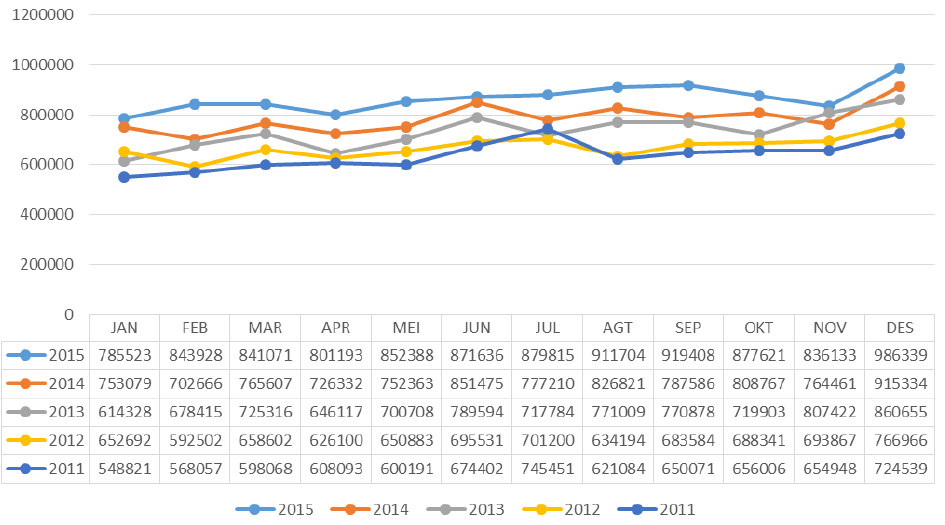 1200000
1000000
800000
600000
400000
200000
0
JAN FEB MAR APR MEI JUN JUL AGT SEP OKT NOV DES
2015 785523 843928 841071 801193 852388 871636 879815 911704 919408 877621 836133 986339
2014 753079 702666 765607 726332 752363 851475 777210 826821 787586 808767 764461 915334
2013 614328 678415 725316 646117 700708 789594 717784 771009 770878 719903 807422 860655
2012 652692 592502 658602 626100 650883 695531 701200 634194 683584 688341 693867 766966
2011 548821 568057 598068 608093 600191 674402 745451 621084 650071 656006 654948 724539
2015 2014 2013 2012 2011